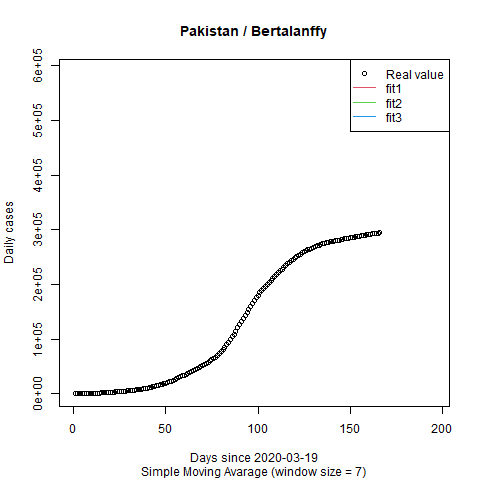 Pakistan / Bertalanffy
Real value
fit1
fit2
fit3
Daily cases
6e+05
5e+05
4e+05
3e+05
2e+05
1e+05
0e+00
0 50 100 150 200
Days since 2020-03-19
Simple Moving Avarage (window size = 7)